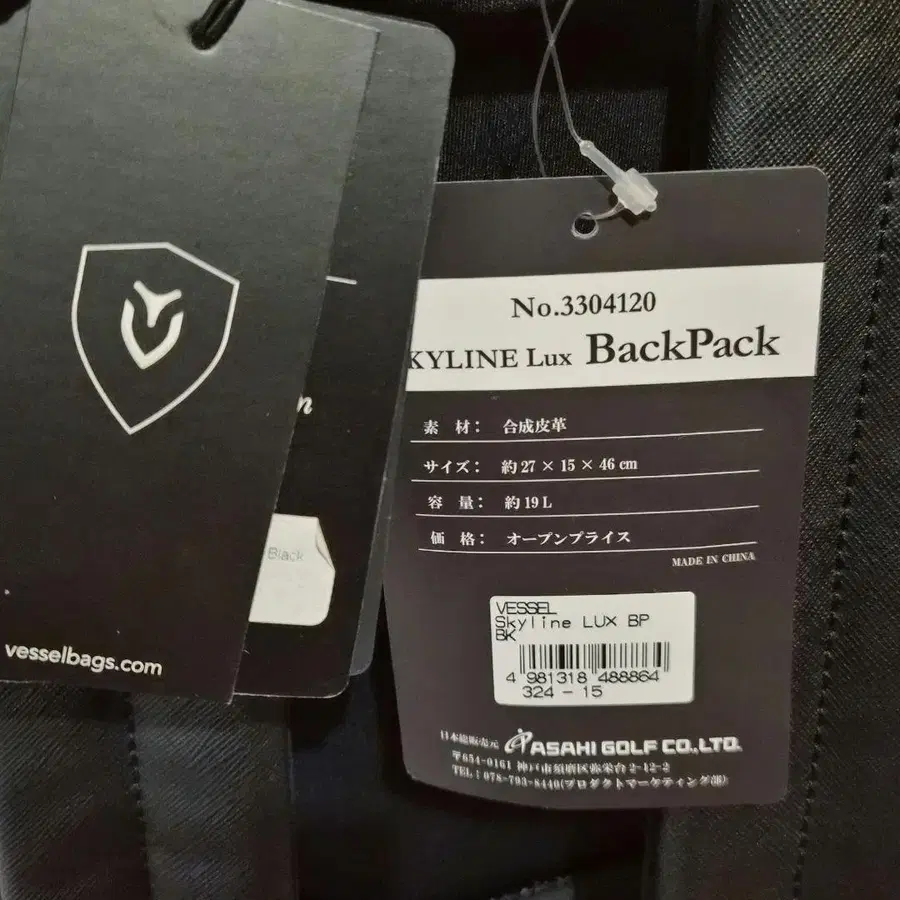 No.3304120
KYLINE Lux BackPack
素 材： 合成皮革
サイズ： 約 27 × 15 × 46 cm
容 量： 約 19 L
価 格： オープンプライス
MADE IN CHINA
VESSEL
Skyline LUX BP
BK
4 981318 488864
324 - 15
日本総販売元 ASAHI GOLF CO.,LTD.
〒654-0161 神戸市須磨区弥栄台 2-12-2
TEL：078-793-8440(プロダクトマーケティング部)
Black
vesselbags.com